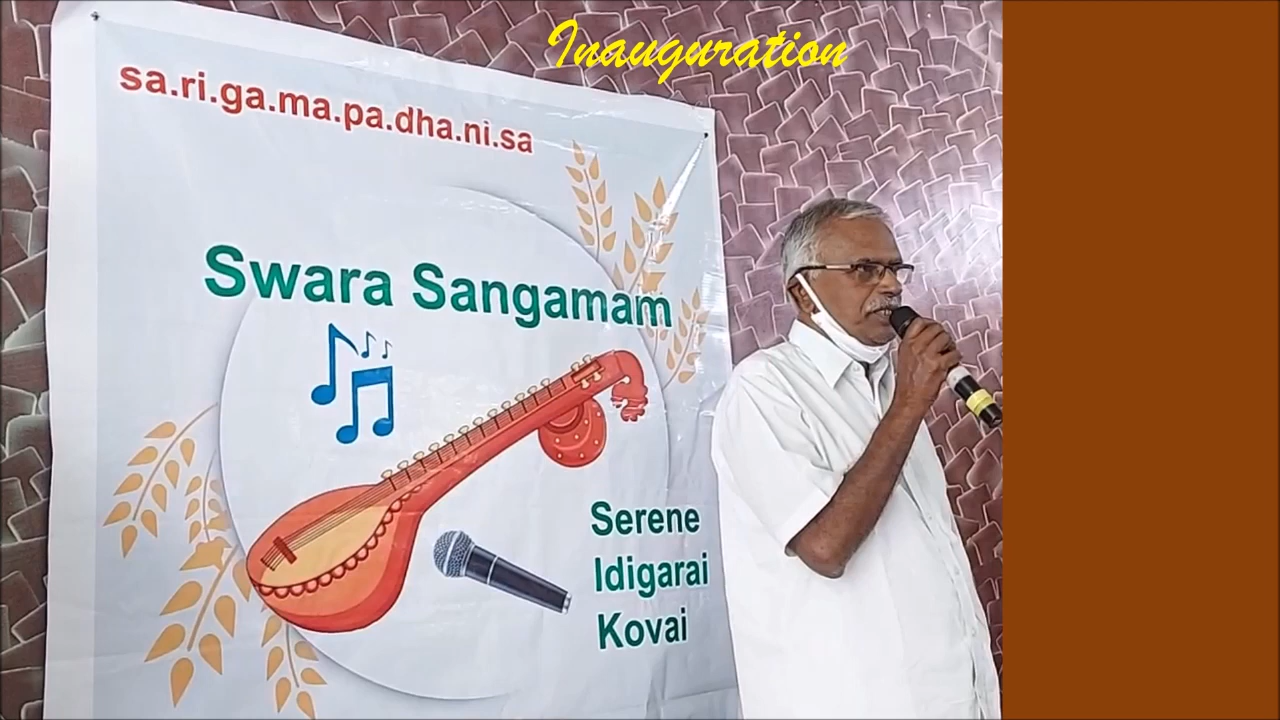 Inauguration
sa.ri.ga.ma.pa.dha.ni.sa
Swara Sangamam
Serene
Idigarai
Kovai